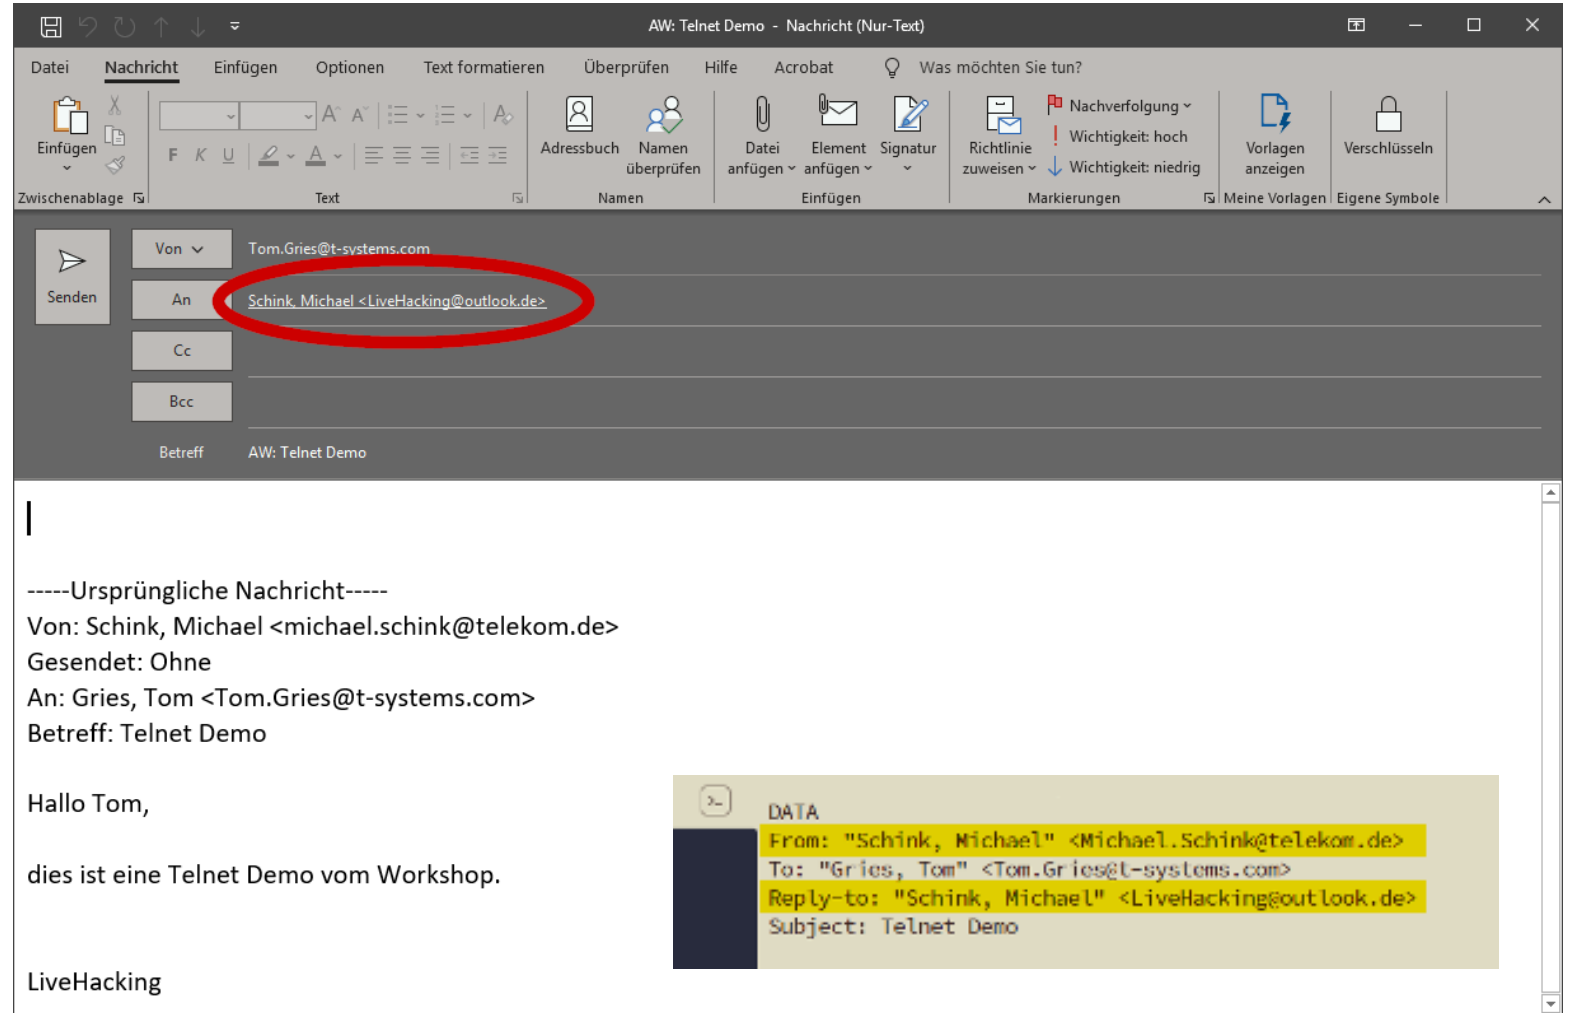 AW: Telnet Demo - Nachricht (Nur-Text)
Datei Nachricht Einfügen Optionen Text formatieren Überprüfen Hilfe Acrobat Was möchten Sie tun?
Einfügen
F K U
A A A
Adressbuch
Namen überprüfen
Datei anfügen
Element anfügen
Signatur
Richtlinie zuweisen
Nachverfolgung
Wichtigkeit: hoch
Wichtigkeit: niedrig
Vorlagen anzeigen
Verschlüsseln
Zwischenablage Text Namen Einfügen Markierungen Meine Vorlagen Eigene Symbole
Senden
Von Tom.Gries@t-systems.com
An Schink, Michael <LiveHacking@outlook.de>
Cc
Bcc
Betreff AW: Telnet Demo
-----Ursprüngliche Nachricht-----
Von: Schink, Michael <michael.schink@telekom.de>
Gesendet: Ohne
An: Gries, Tom <Tom.Gries@t-systems.com>
Betreff: Telnet Demo
Hallo Tom,
dies ist eine Telnet Demo vom Workshop.
LiveHacking
DATA
From: "Schink, Michael" <Michael.Schink@telekom.de>
To: "Gries, Tom" <Tom.Gries@t-systems.com>
Reply-to: "Schink, Michael" <LiveHacking@outlook.de>
Subject: Telnet Demo